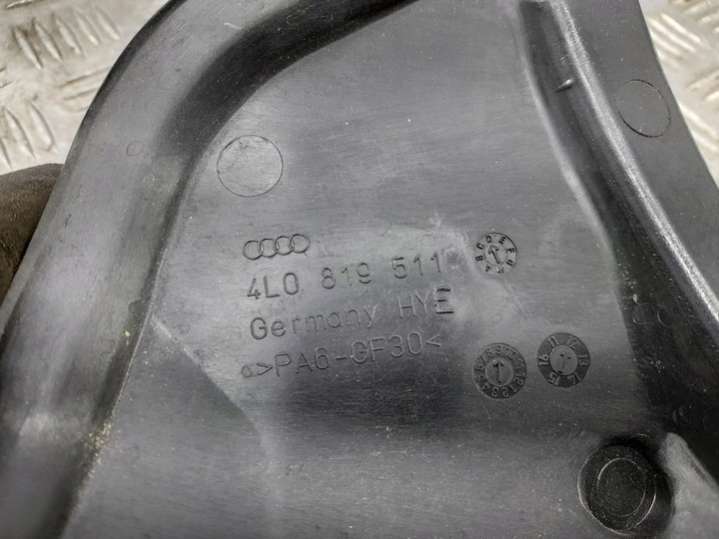 4L0 819 511
Germany HYE
>PA6-GF30<